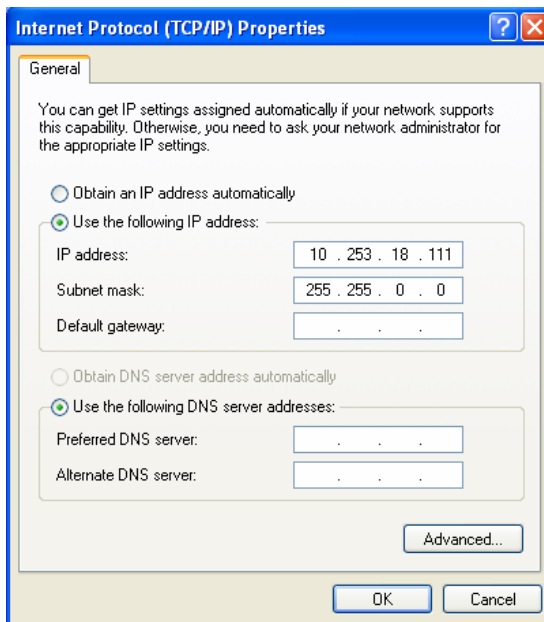 Internet Protocol (TCP/IP) Properties
General
You can get IP settings assigned automatically if your network supports
this capability. Otherwise, you need to ask your network administrator for
the appropriate IP settings.
Obtain an IP address automatically
Use the following IP address:
IP address: 10 . 253 . 18 . 111
Subnet mask: 255 . 255 . 0 . 0
Default gateway: . . .
Obtain DNS server address automatically
Use the following DNS server addresses:
Preferred DNS server: . . .
Alternate DNS server: . . .
Advanced...
OK Cancel